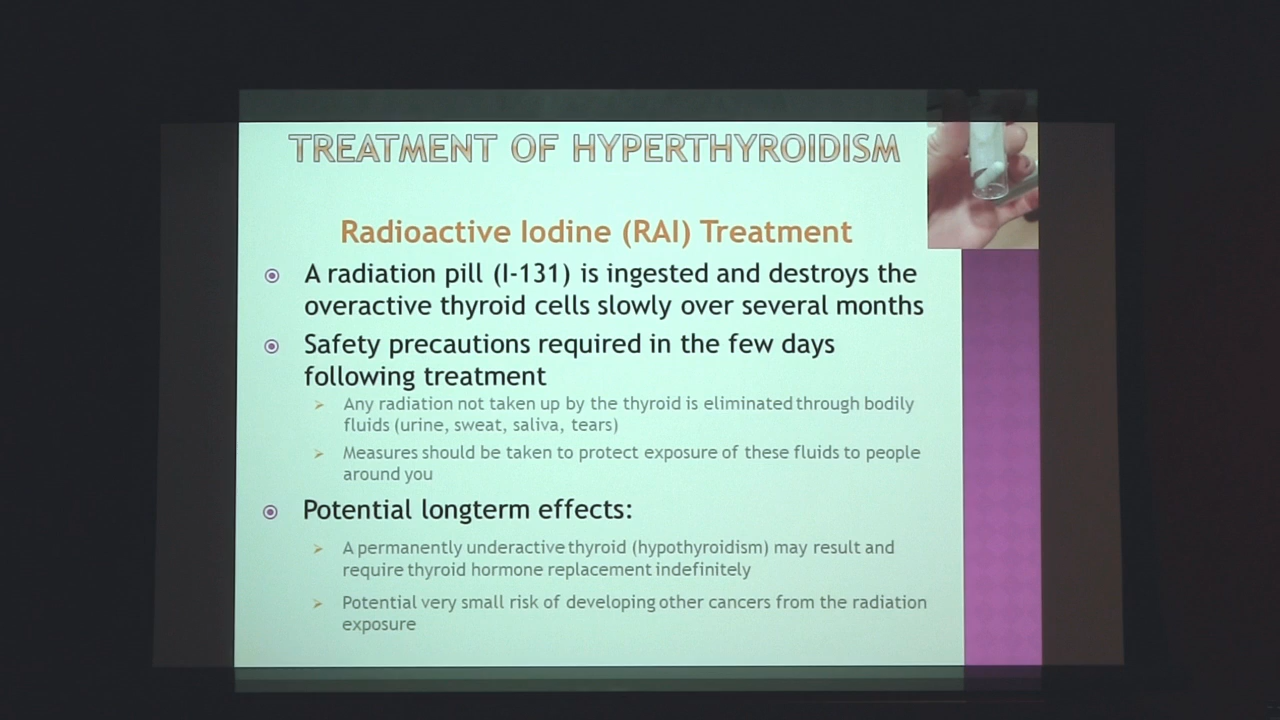 TREATMENT OF HYPERTHYROIDISM
Radioactive Iodine (RAI) Treatment
A radiation pill (I-131) is ingested and destroys the
overactive thyroid cells slowly over several months
Safety precautions required in the few days
following treatment
Any radiation not taken up by the thyroid is eliminated through bodily
fluids (urine, sweat, saliva, tears)
Measures should be taken to protect exposure of these fluids to people
around you
Potential longterm effects:
A permanently underactive thyroid (hypothyroidism) may result and
require thyroid hormone replacement indefinitely
Potential very small risk of developing other cancers from the radiation
exposure